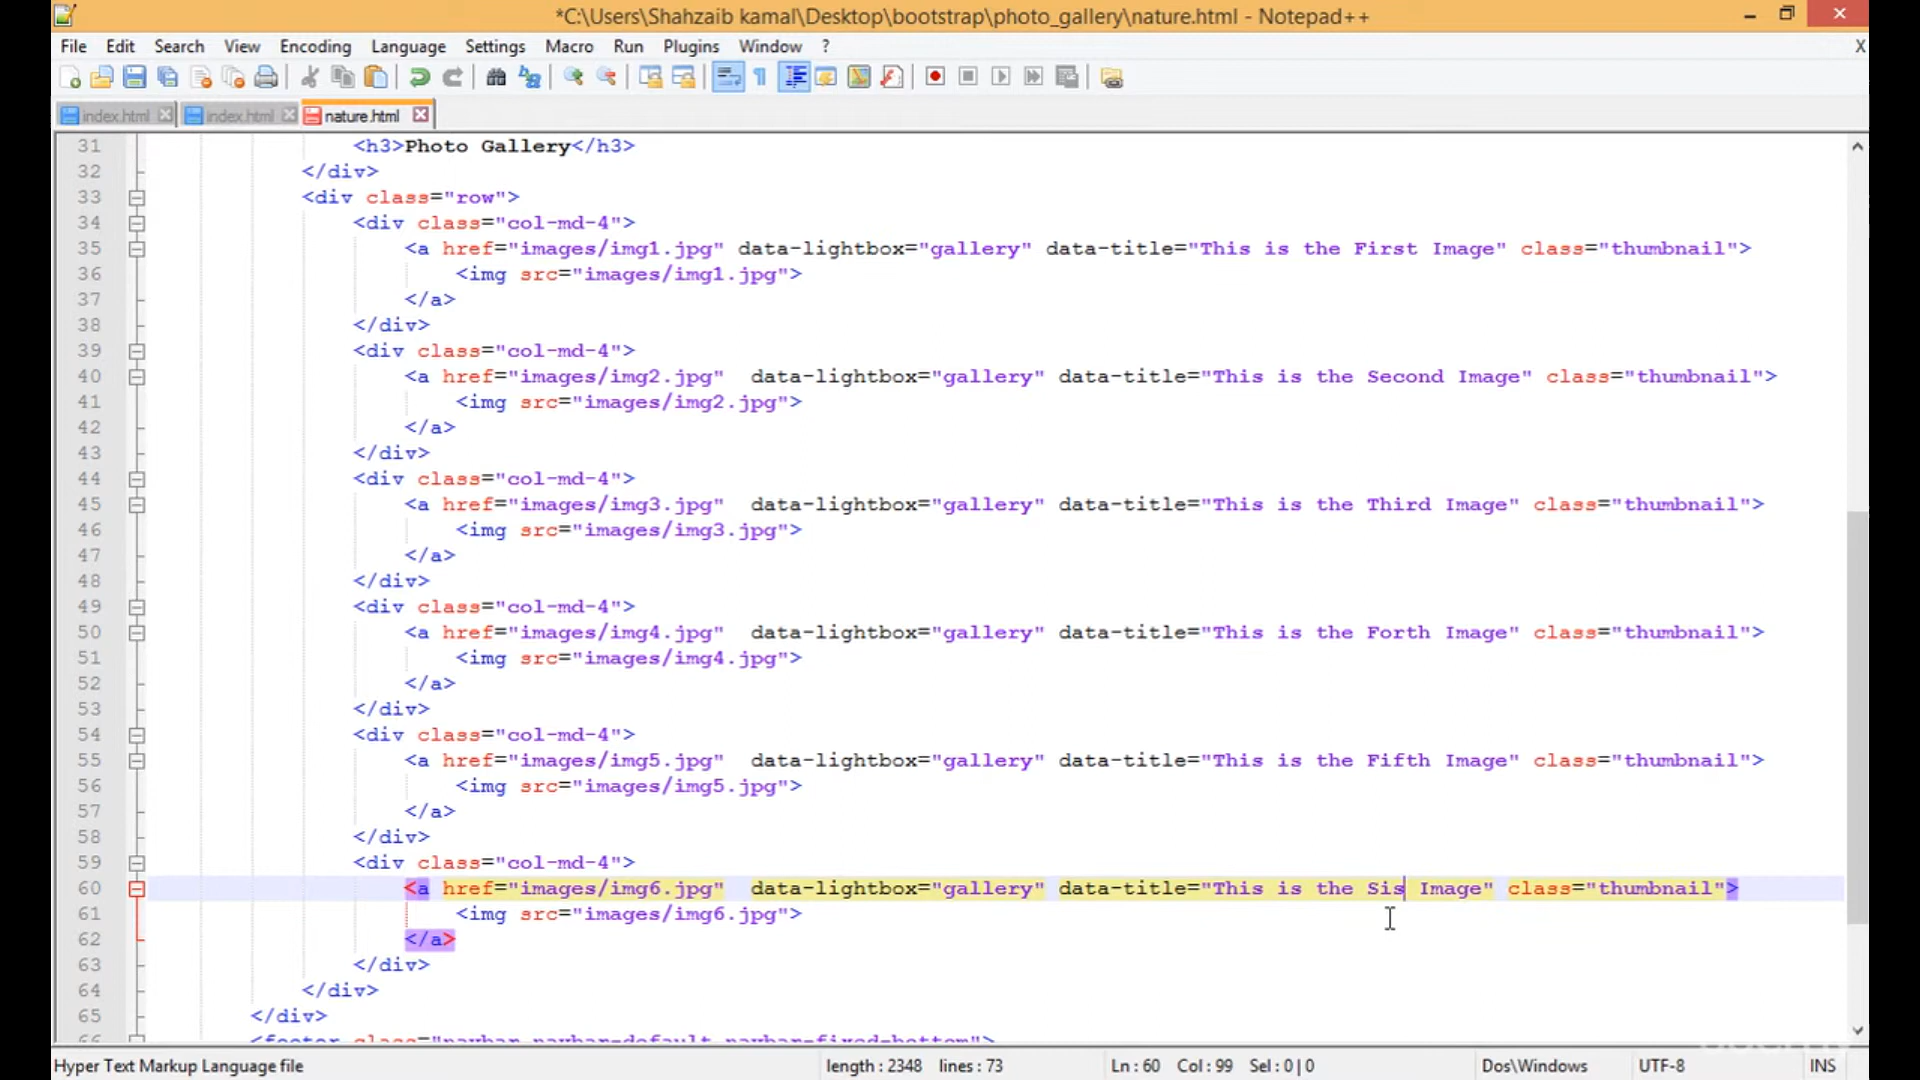 *C:\Users\Shahzaib kamal\Desktop\bootstrap\photo_gallery\nature.html - Notepad++
File Edit Search View Encoding Language Settings Macro Run Plugins Window ? X
index.html index.html nature.html
31 <h3>Photo Gallery</h3>
32 </div>
33 <div class="row">
34 <div class="col-md-4">
35 <a href="images/img1.jpg" data-lightbox="gallery" data-title="This is the First Image" class="thumbnail">
36 <img src="images/img1.jpg">
37 </a>
38 </div>
39 <div class="col-md-4">
40 <a href="images/img2.jpg"  data-lightbox="gallery" data-title="This is the Second Image" class="thumbnail">
41 <img src="images/img2.jpg">
42 </a>
43 </div>
44 <div class="col-md-4">
45 <a href="images/img3.jpg"  data-lightbox="gallery" data-title="This is the Third Image" class="thumbnail">
46 <img src="images/img3.jpg">
47 </a>
48 </div>
49 <div class="col-md-4">
50 <a href="images/img4.jpg"  data-lightbox="gallery" data-title="This is the Forth Image" class="thumbnail">
51 <img src="images/img4.jpg">
52 </a>
53 </div>
54 <div class="col-md-4">
55 <a href="images/img5.jpg"  data-lightbox="gallery" data-title="This is the Fifth Image" class="thumbnail">
56 <img src="images/img5.jpg">
57 </a>
58 </div>
59 <div class="col-md-4">
60 <a href="images/img6.jpg"  data-lightbox="gallery" data-title="This is the Sis Image" class="thumbnail">
61 <img src="images/img6.jpg">
62 </a>
63 </div>
64 </div>
65 </div>
66 <footer class="navbar navbar-default navbar-fixed-bottom">
Hyper Text Markup Language file length : 2348 lines : 73 Ln : 60 Col : 99 Sel : 0 | 0 Dos\Windows UTF-8 INS